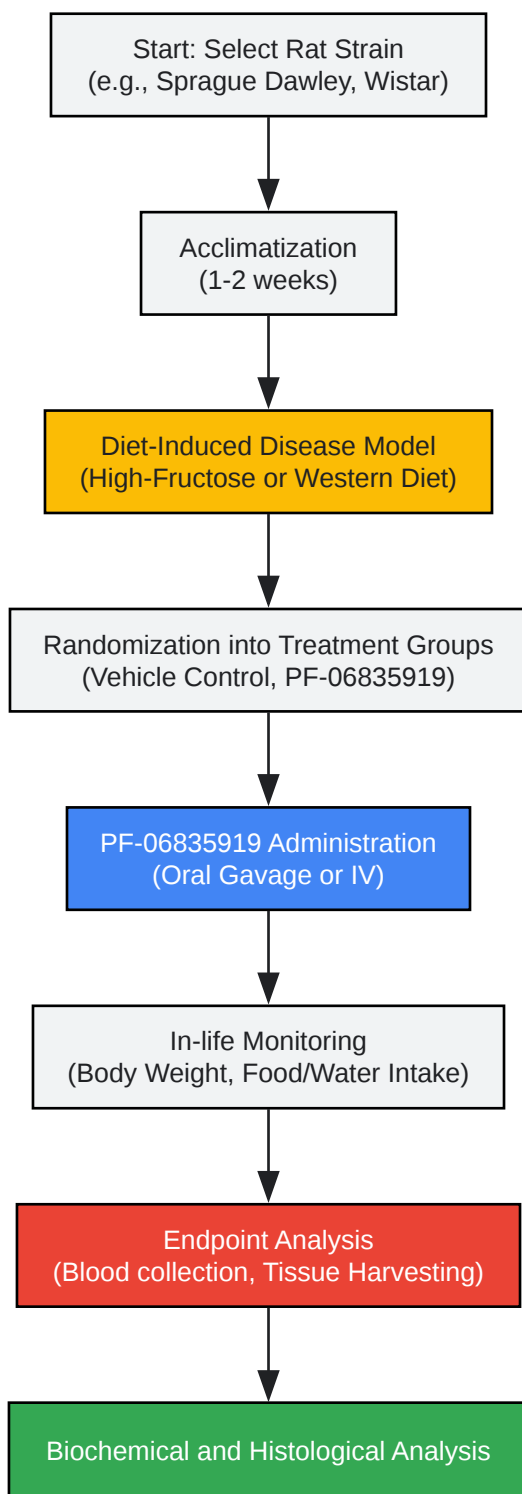 Start: Select Rat Strain
(e.g., Sprague Dawley, Wistar)
Acclimatization
(1-2 weeks)
Diet-Induced Disease Model
(High-Fructose or Western Diet)
Randomization into Treatment Groups
(Vehicle Control, PF-06835919)
PF-06835919 Administration
(Oral Gavage or IV)
In-life Monitoring
(Body Weight, Food/Water Intake)
Endpoint Analysis
(Blood collection, Tissue Harvesting)
Biochemical and Histological Analysis